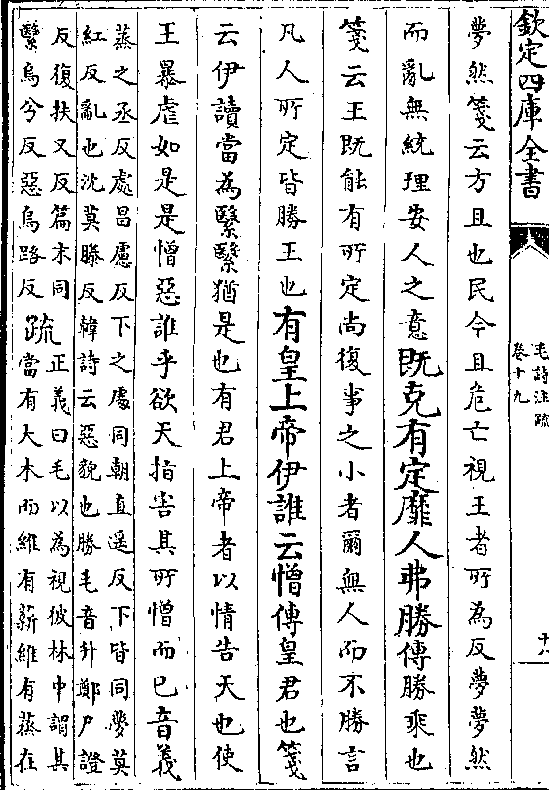 欽定四庫全書
毛詩注疏
卷十九
十八
夢然箋云方且也民今且危亡視王者所為反夢夢然
而亂無統理安人之意既克有定靡人弗勝傳勝乘也
箋云王既能有所定尚復事之小者爾無人而不勝言
凡人所定皆勝王也有皇上帝伊誰云憎傳皇君也箋
云伊讀當為繄繄猶是也有君上帝者以情告天也使
王暴虐如是是憎惡誰乎欲天指害其所憎而已音義
蒸之丞反處昌慮反下之處同朝直遥反下皆同夢莫
紅反亂也沈莫滕反韓詩云惡貌也勝毛音升鄭尸證
反復扶又反篇末同
繄烏兮反惡烏路反疏正義曰毛以為視彼林中謂其
當有大木而維有薪維有蒸在